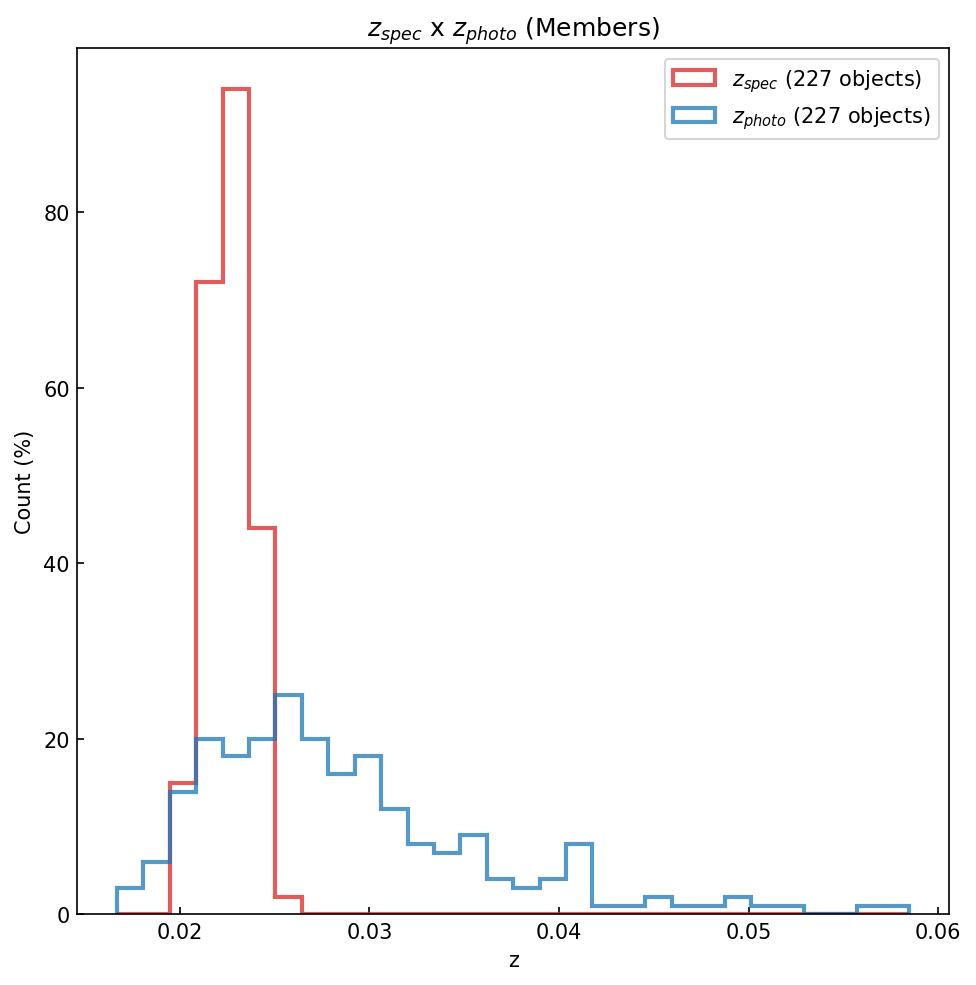 z_spec x z_photo (Members)
z_spec (227 objects)
z_photo (227 objects)
Count (%)
80
60
40
20
0
0.02 0.03 0.04 0.05 0.06
z